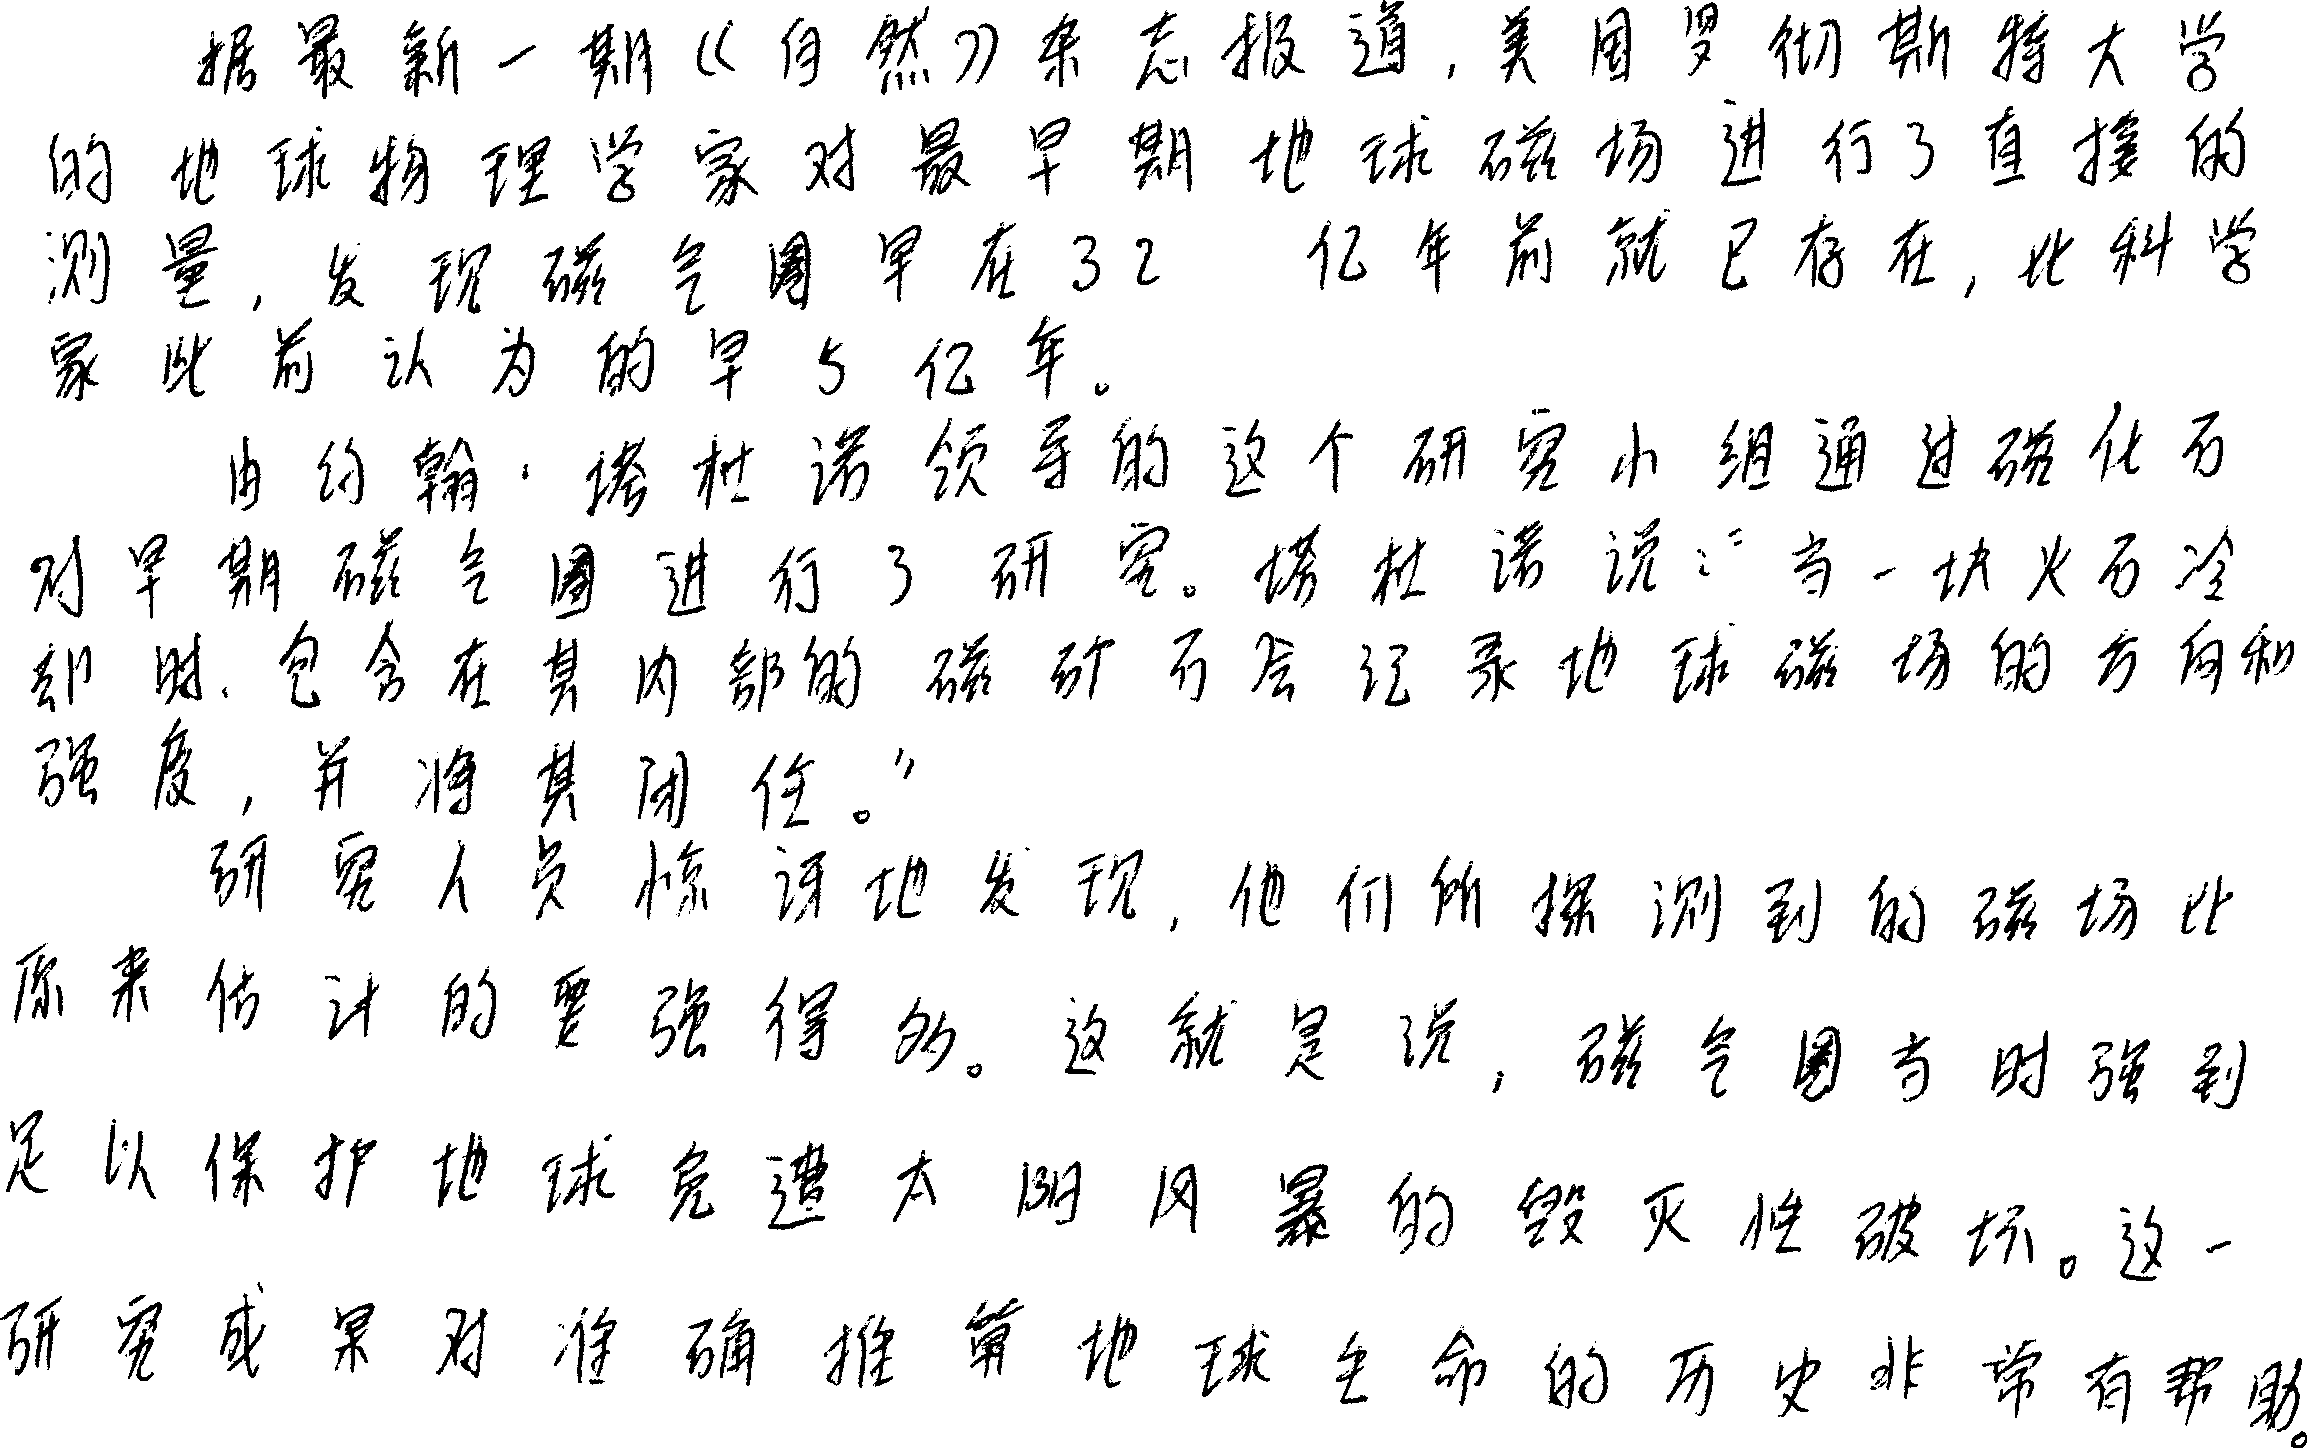 据最新一期《自然》杂志报道,美国罗彻斯特大学
的地球物理学家对最早期地球磁场进行了直接的
测量,发现磁气圈早在32 亿年前就已存在,比科学
家此前认为的早5亿年。
由约翰·塔杜诺领导的这个研究小组通过磁化石
对早期磁气圈进行了研究。塔杜诺说:“当一块火石冷
却时,包含在其内部的磁矿石会记录地球磁场的方向和
强度,并将其闭住。”
研究人员惊讶地发现,他们所探测到的磁场比
原来估计的要强得多。这就是说,磁气圈当时强到
足以保护地球免遭太阳风暴的毁灭性破坏。这一
研究成果对准确推算地球生命的历史非常有帮助。